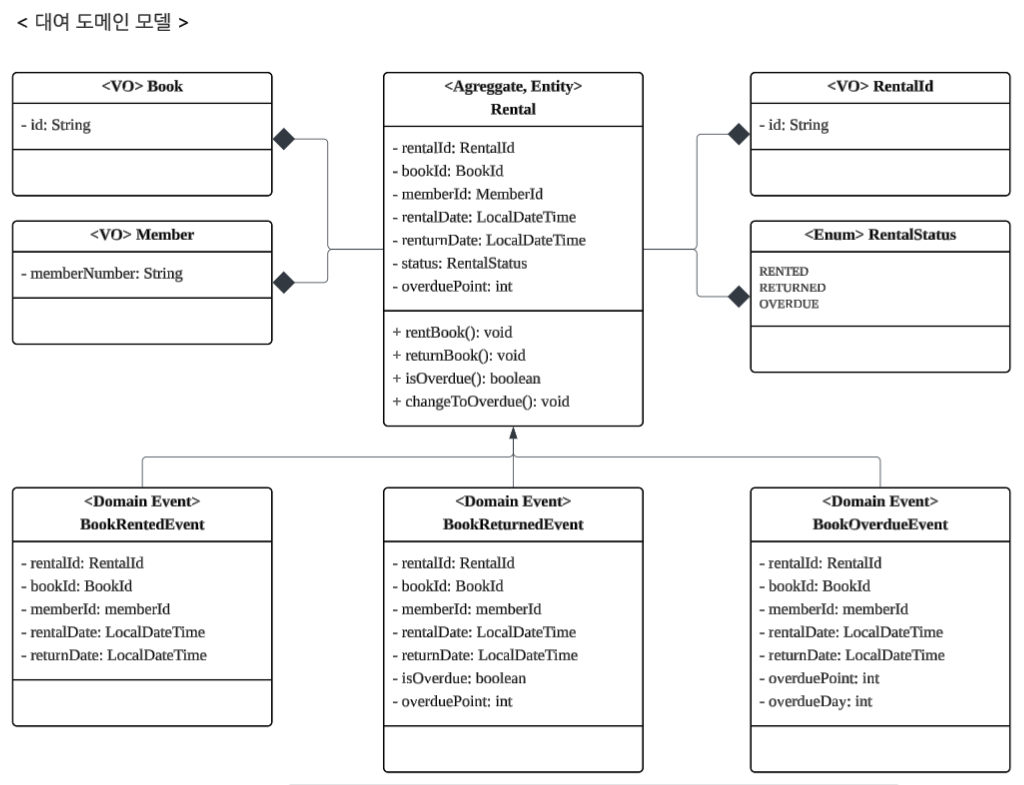 < 대여 도메인 모델 >
<VO> Book
- id: String
<VO> Member
- memberNumber: String
<Agreggate, Entity>
Rental
- rentalId: RentalId
- bookId: BookId
- memberId: MemberId
- rentalDate: LocalDateTime
- renturnDate: LocalDateTime
- status: RentalStatus
- overduePoint: int
+ rentBook(): void
+ returnBook(): void
+ isOverdue(): boolean
+ changeToOverdue(): void
<VO> RentalId
- id: String
<Enum> RentalStatus
RENTED
RETURNED
OVERDUE
<Domain Event>
BookRentedEvent
- rentalId: RentalId
- bookId: BookId
- memberId: memberId
- rentalDate: LocalDateTime
- returnDate: LocalDateTime
<Domain Event>
BookReturnedEvent
- rentalId: RentalId
- bookId: BookId
- memberId: memberId
- rentalDate: LocalDateTime
- returnDate: LocalDateTime
- isOverdue: boolean
- overduePoint: int
<Domain Event>
BookOverdueEvent
- rentalId: RentalId
- bookId: BookId
- memberId: memberId
- rentalDate: LocalDateTime
- returnDate: LocalDateTime
- overduePoint: int
- overdueDay: int